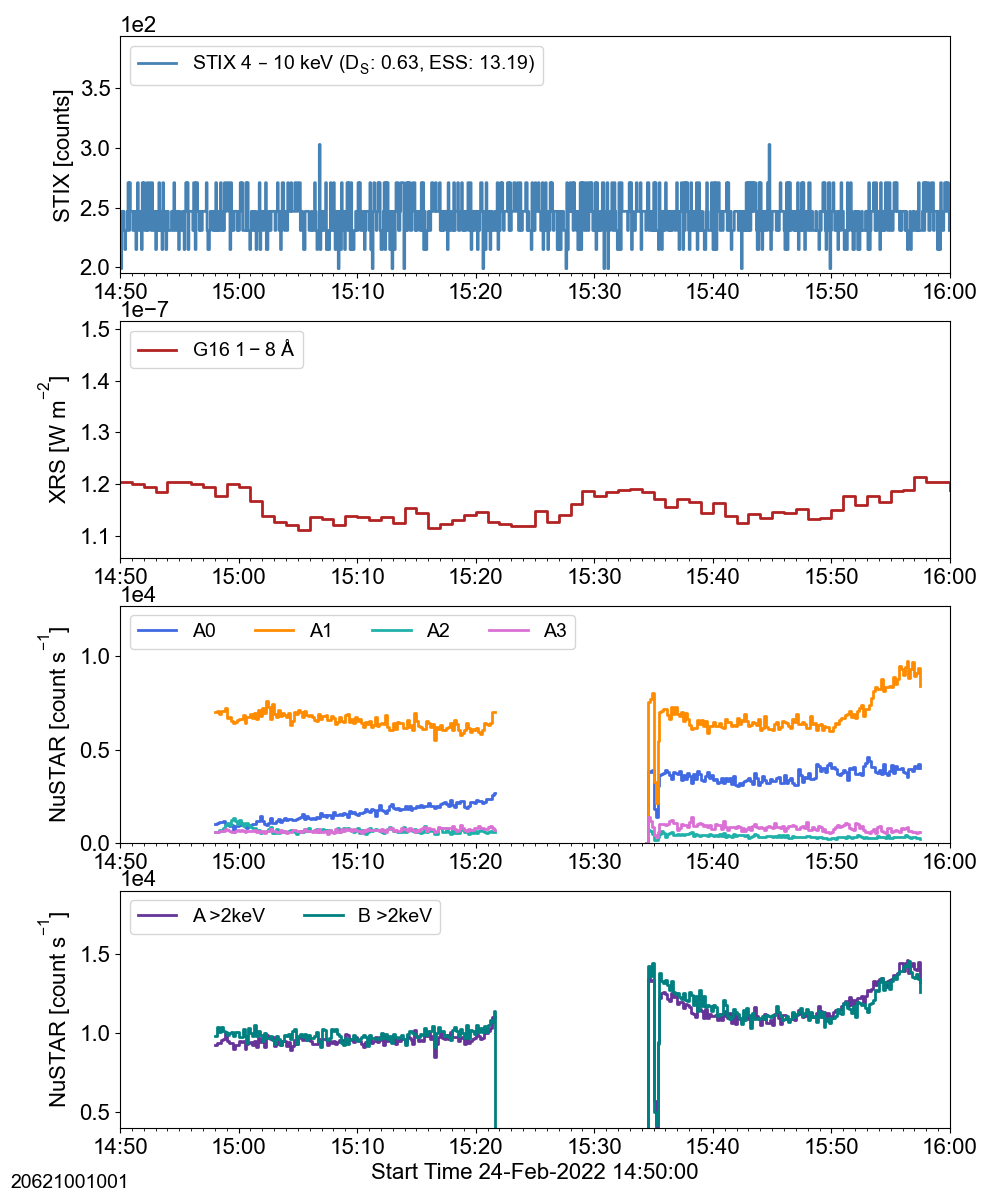 1e2
STIX 4 – 10 keV (D_S: 0.63, ESS: 13.19)
STIX [counts]
3.5
3.0
2.5
2.0
14:50 15:00 15:10 15:20 15:30 15:40 15:50 16:00
1e−7
G16 1 – 8 Å
XRS [W m⁻²]
1.5
1.4
1.3
1.2
1.1
14:50 15:00 15:10 15:20 15:30 15:40 15:50 16:00
1e4
A0 A1 A2 A3
NuSTAR [count s⁻¹]
1.0
0.5
0.0
14:50 15:00 15:10 15:20 15:30 15:40 15:50 16:00
1e4
A >2keV B >2keV
NuSTAR [count s⁻¹]
1.5
1.0
0.5
14:50 15:00 15:10 15:20 15:30 15:40 15:50 16:00
Start Time 24-Feb-2022 14:50:00
20621001001